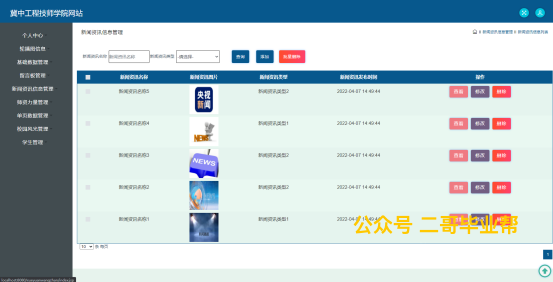 冀中工程技师学院网站
个人中心
轮播图信息
基础数据管理
留言板管理
新闻资讯信息管理
师资力量管理
单页数据管理
校园风光管理
学生管理
新闻资讯信息管理
新闻资讯信息管理 新闻资讯信息列表
新闻资讯名称 新闻资讯名称 新闻资讯类型 -请选择- 查询 添加 批量删除
新闻资讯名称 新闻资讯图片 新闻资讯类型 新闻资讯发布时间 操作
新闻资讯名称5 央视新闻 新闻资讯类型2 2022-04-07 14:49:44 查看 修改 删除
新闻资讯名称4 NEWS 新闻资讯类型1 2022-04-07 14:49:44 查看 修改 删除
新闻资讯名称3 NEWS 新闻资讯类型2 2022-04-07 14:49:44 查看 修改 删除
新闻资讯名称2 新闻资讯类型2 2022-04-07 14:49:44 查看 修改 删除
新闻资讯名称1 新闻资讯类型1 2022-04-07 14:49:44 查看 修改 删除
公众号 二哥毕业帮
10 条 每页
1